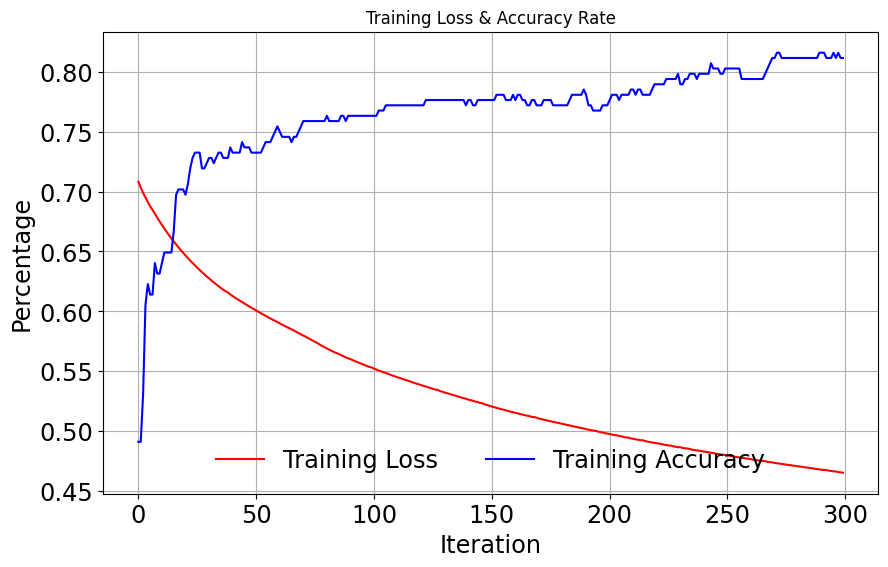 Training Loss & Accuracy Rate
Percentage
0.80
0.75
0.70
0.65
0.60
0.55
0.50
0.45
Training Loss
Training Accuracy
0 50 100 150 200 250 300
Iteration